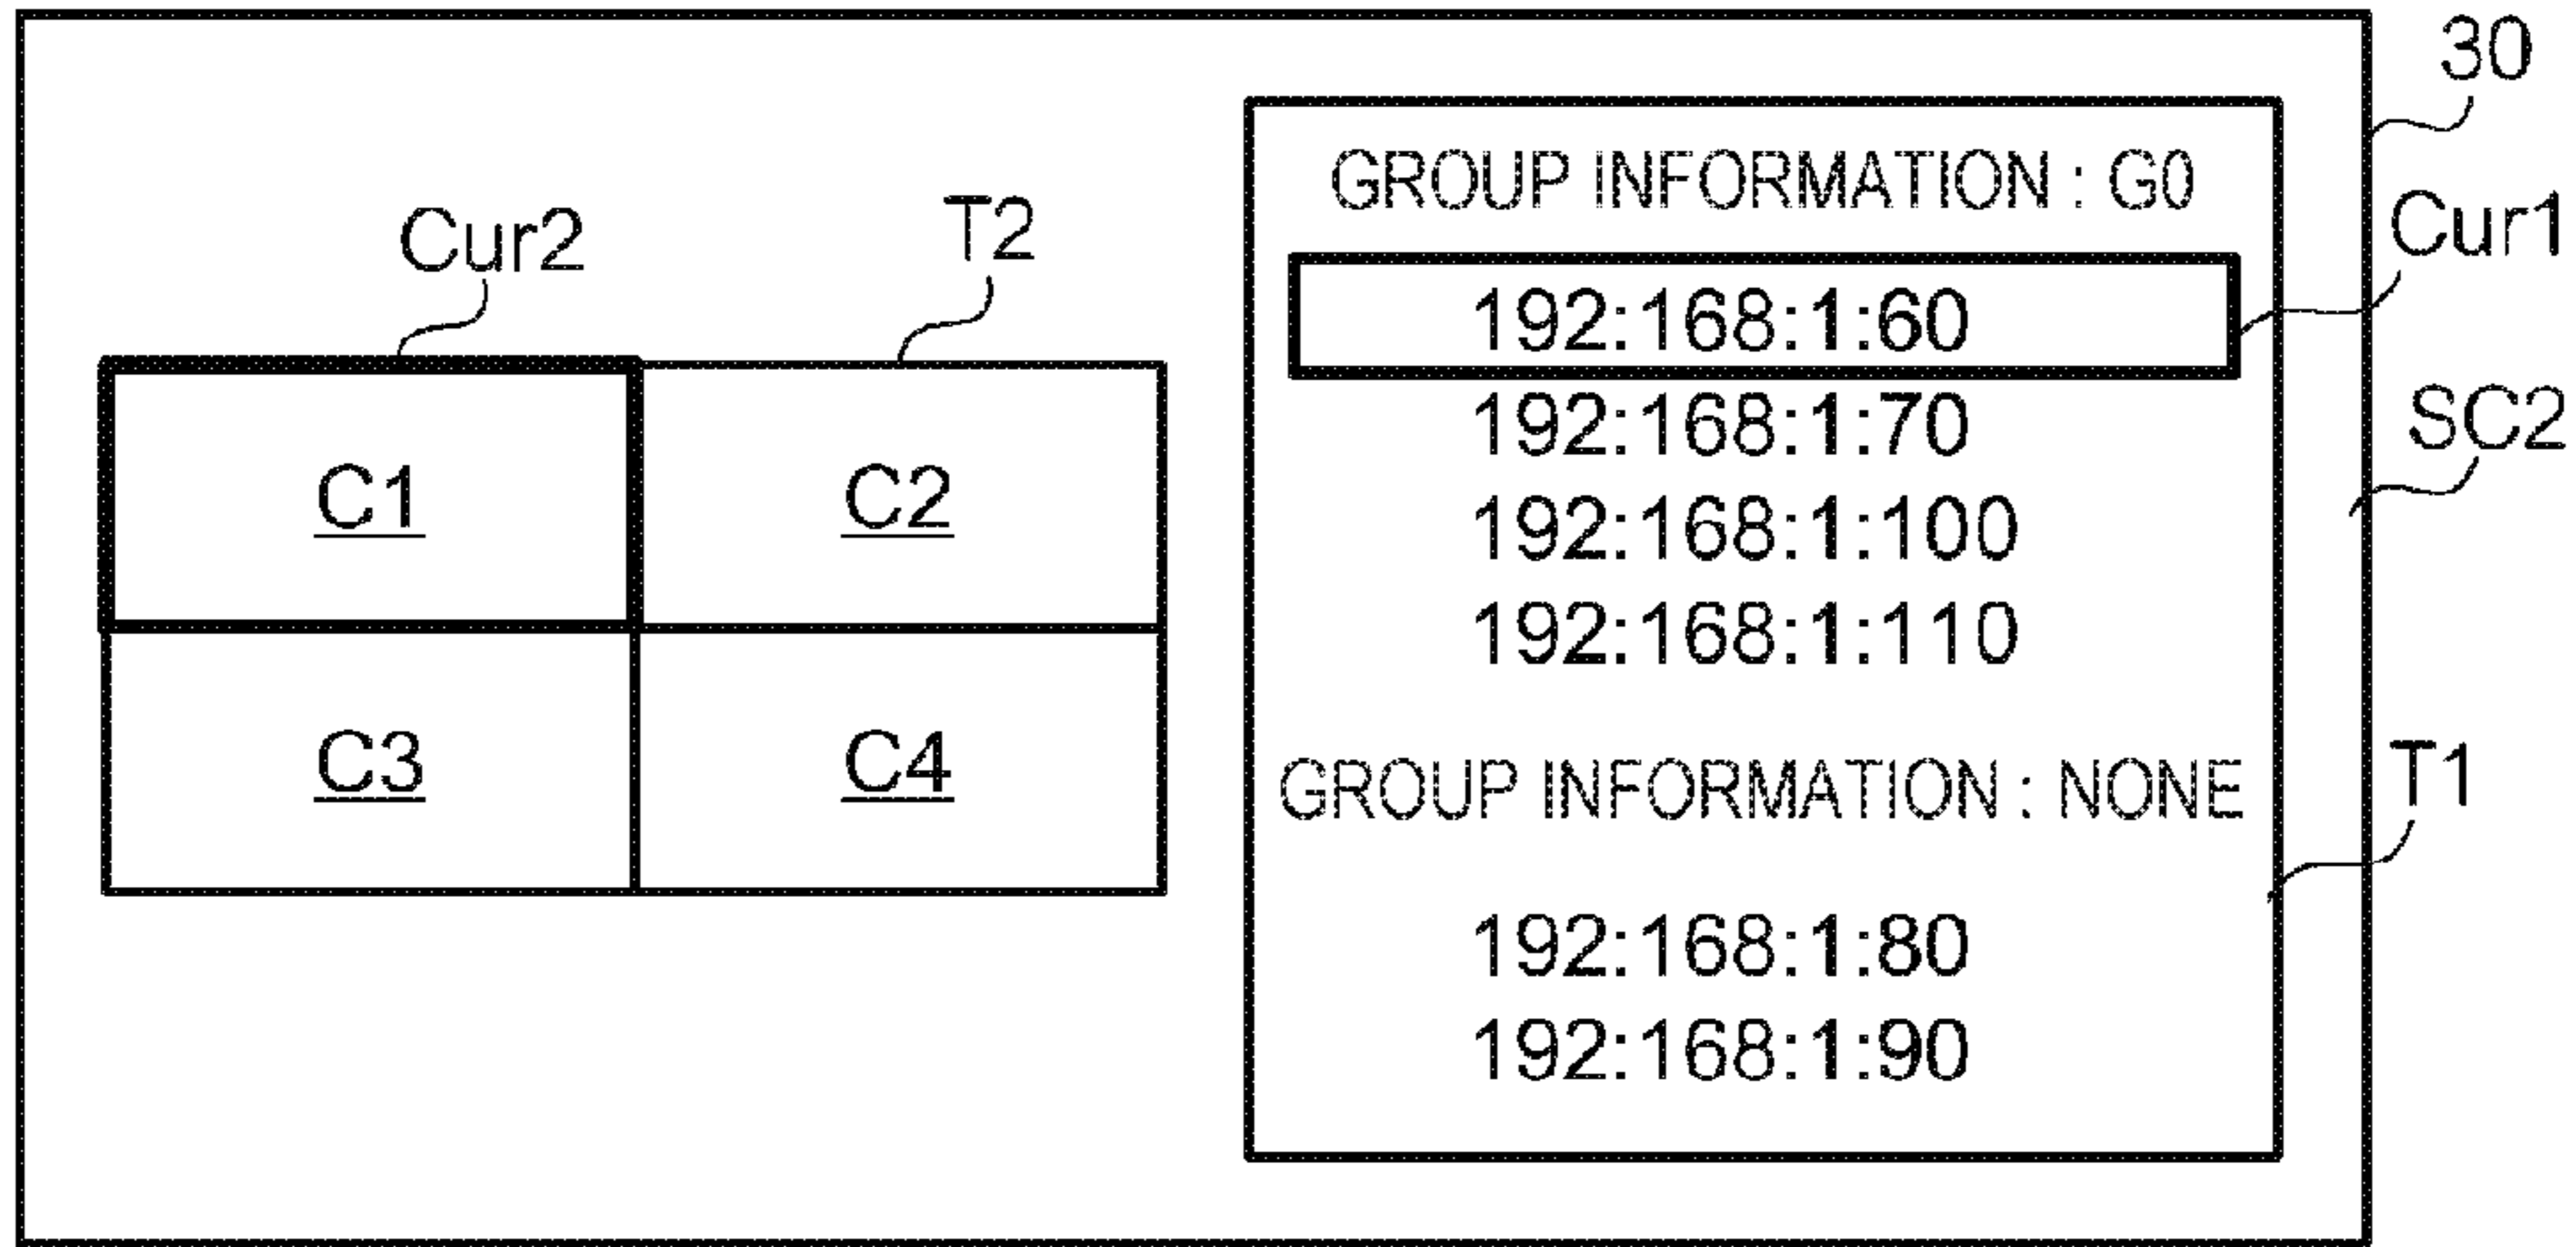 30
Cur2
T2
C1
C2
C3
C4
GROUP INFORMATION : G0
192:168:1:60
192:168:1:70
192:168:1:100
192:168:1:110
GROUP INFORMATION : NONE
192:168:1:80
192:168:1:90
Cur1
SC2
T1